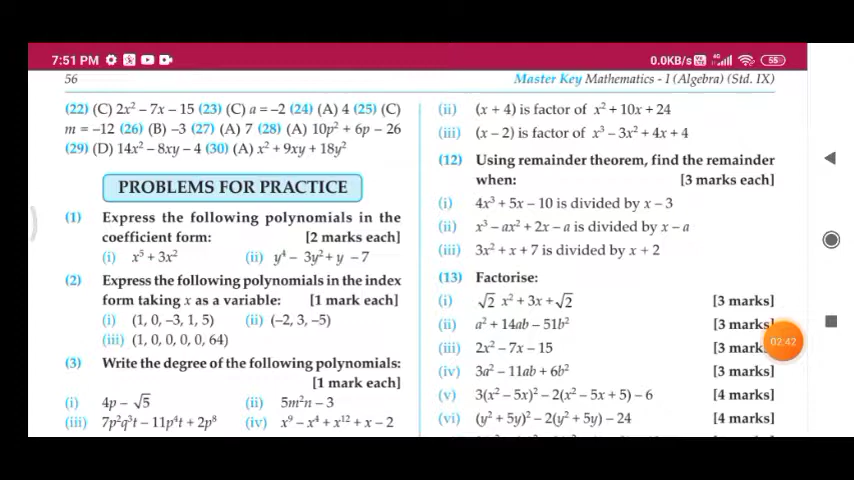 7:51 PM
0.0KB/s
4G
55
56
Master Key Mathematics - I (Algebra) (Std. IX)
(22) (C) 2x² − 7x − 15 (23) (C) a = −2 (24) (A) 4 (25) (C)
m = −12 (26) (B) −3 (27) (A) 7 (28) (A) 10p² + 6p − 26
(29) (D) 14x² − 8xy − 4 (30) (A) x² + 9xy + 18y²
PROBLEMS FOR PRACTICE
(1) Express the following polynomials in the
coefficient form: [2 marks each]
(i) x⁵ + 3x² (ii) y⁴ − 3y² + y − 7
(2) Express the following polynomials in the index
form taking x as a variable: [1 mark each]
(i) (1, 0, −3, 1, 5) (ii) (−2, 3, −5)
(iii) (1, 0, 0, 0, 0, 64)
(3) Write the degree of the following polynomials:
[1 mark each]
(i) 4p − √5 (ii) 5m²n − 3
(iii) 7p²q³t − 11p⁴t + 2p⁸ (iv) x⁹ − x⁴ + x¹² + x − 2
(ii) (x + 4) is factor of x² + 10x + 24
(iii) (x − 2) is factor of x³ − 3x² + 4x + 4
(12) Using remainder theorem, find the remainder
when: [3 marks each]
(i) 4x³ + 5x − 10 is divided by x − 3
(ii) x³ − ax² + 2x − a is divided by x − a
(iii) 3x² + x + 7 is divided by x + 2
(13) Factorise:
(i) √2 x² + 3x + √2 [3 marks]
(ii) a² + 14ab − 51b² [3 marks]
(iii) 2x² − 7x − 15 [3 mark
02:42
(iv) 3a² − 11ab + 6b² [3 marks]
(v) 3(x² − 5x)² − 2(x² − 5x + 5) − 6 [4 marks]
(vi) (y² + 5y)² − 2(y² + 5y) − 24 [4 marks]